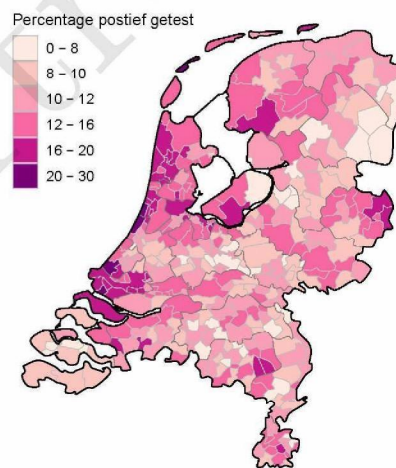 Percentage postief getest
0 – 8
8 – 10
10 – 12
12 – 16
16 – 20
20 – 30